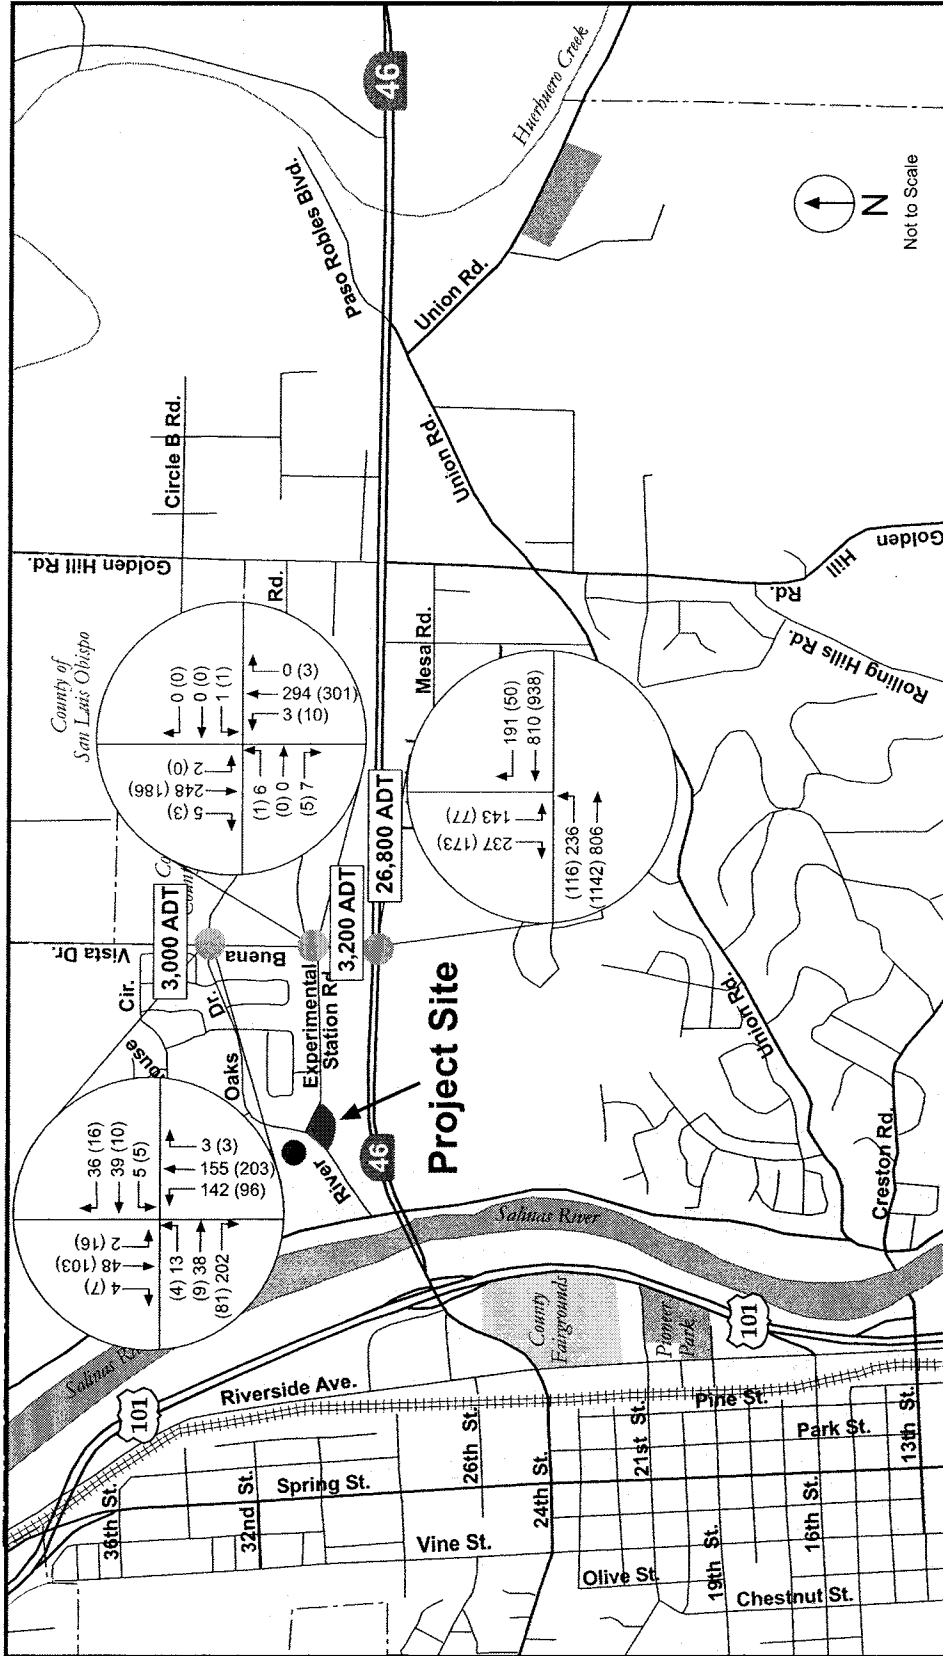 46
Huerhuero Creek
Paso Robles Blvd.
Union Rd.
N
Not to Scale
Circle B Rd.
Union Rd.
Golden Hill Rd.
Rd.
Golden
Hill
Rd.
Rolling Hills Rd.
Mesa Rd.
County of
San Luis Obispo
0 (0)
0 (0)
1 (1)
0 (3)
294 (301)
3 (10)
2 (0)
248 (186)
5 (3)
(1) 6
(0) 0
(5) 7
191 (50)
810 (938)
143 (77)
237 (173)
(116) 236
(1142) 806
26,800 ADT
3,200 ADT
3,000 ADT
Vista Dr.
Buena
Cir.
Dr.
Oaks
Experimental
Station Rd
River
46
Project Site
Union Rd.
Creston Rd.
36 (16)
39 (10)
5 (5)
3 (3)
155 (203)
142 (96)
2 (16)
48 (103)
4 (7)
(4) 13
(9) 38
(81) 202
Salinas River
Salinas
101
101
County
Fairgrounds
Pioneer
Park
Riverside Ave.
Pine St.
Park St.
13th St.
36th St.
32nd St.
Spring St.
26th St.
24th St.
21st St.
Vine St.
Olive St.
19th St.
16th St.
Chestnut St.